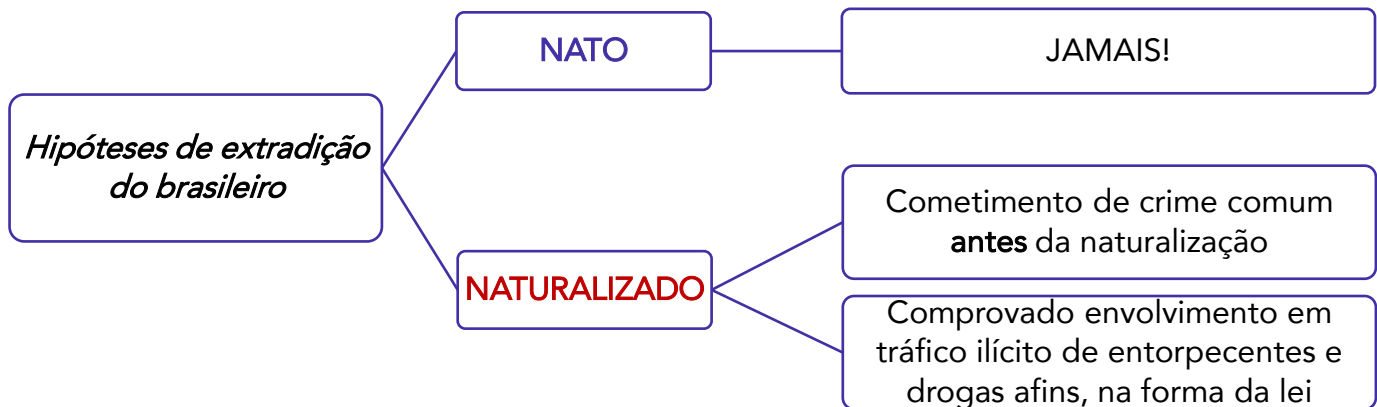 NATO
JAMAIS!
Hipóteses de extradição
do brasileiro
NATURALIZADO
Cometimento de crime comum
antes da naturalização
Comprovado envolvimento em
tráfico ilícito de entorpecentes e
drogas afins, na forma da lei